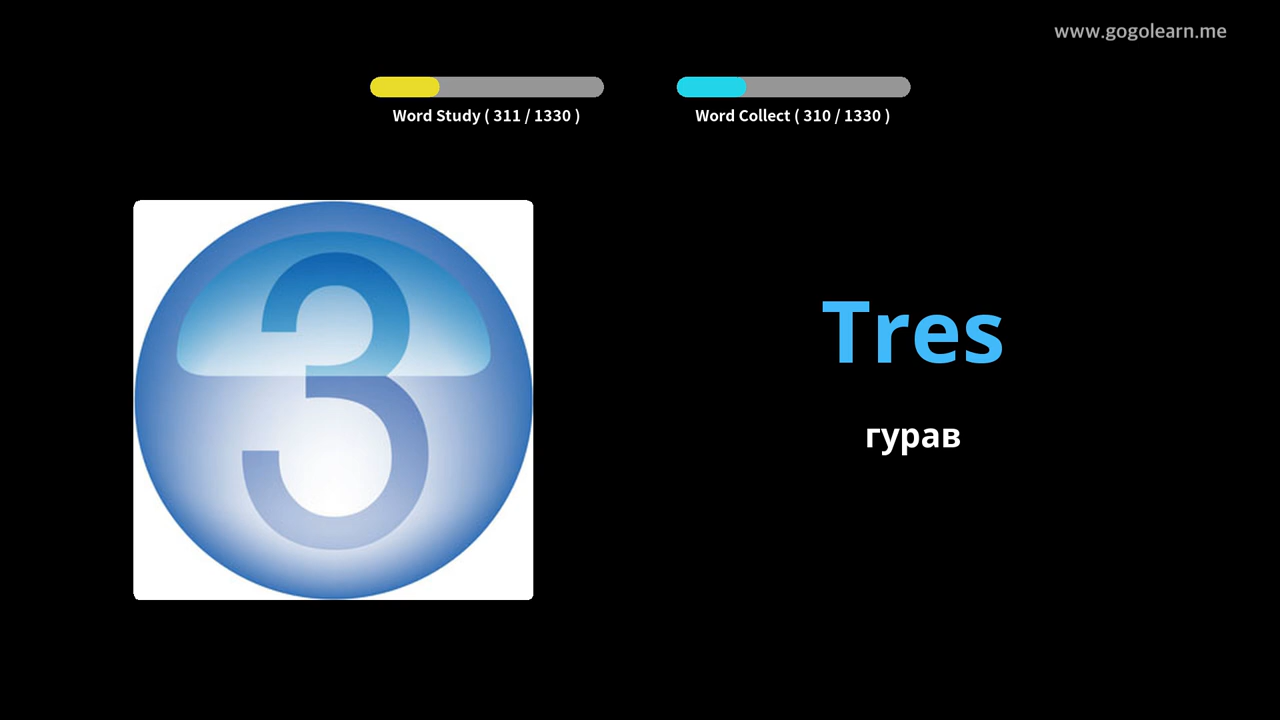 www.gogolearn.me
Word Study ( 311 / 1330 )
Word Collect ( 310 / 1330 )
3
Tres
гурав